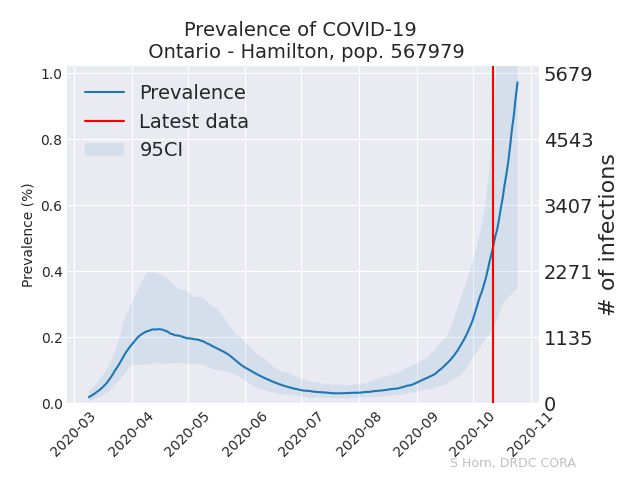 Prevalence of COVID-19
Ontario - Hamilton, pop. 567979
Prevalence
Latest data
95CI
Prevalence (%)
1.0
0.8
0.6
0.4
0.2
0.0
5679
4543
3407
2271
1135
0
# of infections
2020-03
2020-04
2020-05
2020-06
2020-07
2020-08
2020-09
2020-10
2020-11
S Horn, DRDC CORA